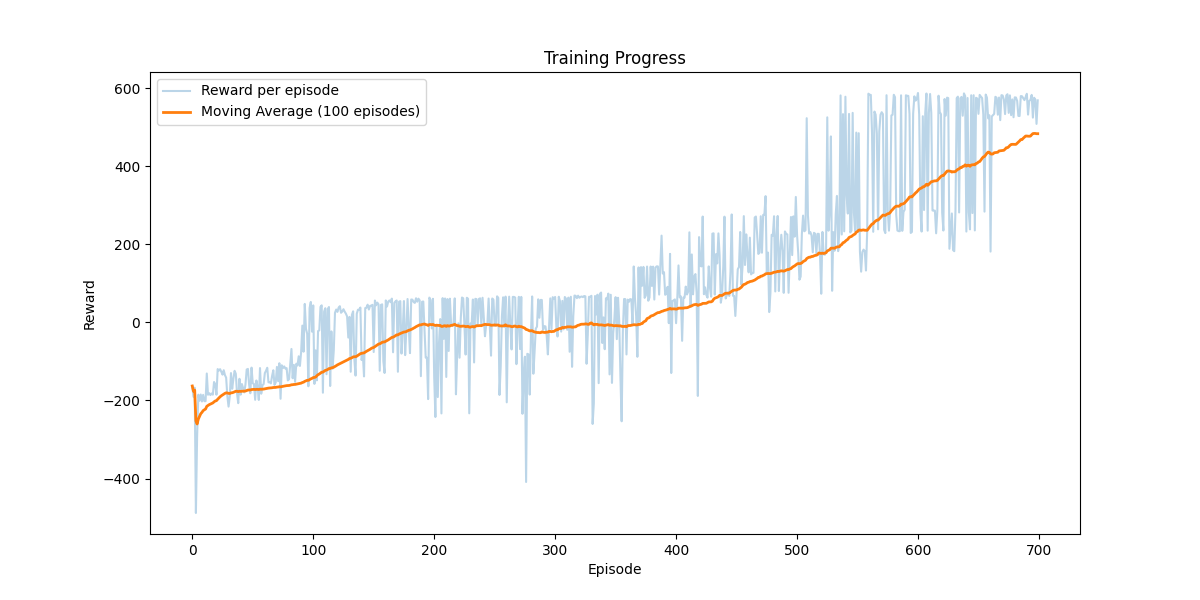 Training Progress
Reward per episode
Moving Average (100 episodes)
600
400
200
0
−200
−400
Reward
0 100 200 300 400 500 600 700
Episode